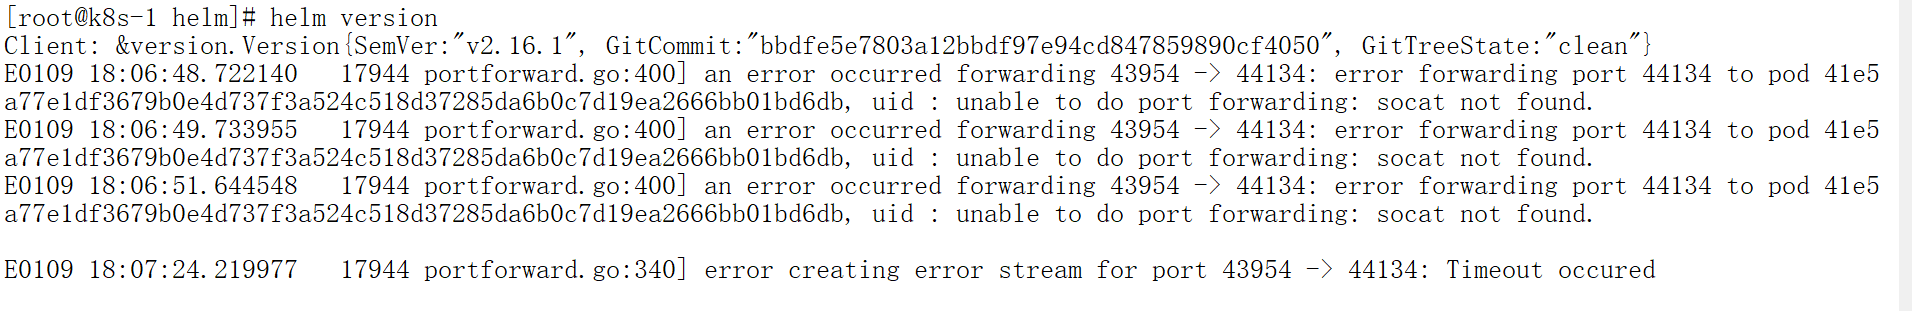 [root@k8s-1 helm]# helm version
Client: &version.Version{SemVer:"v2.16.1", GitCommit:"bbdfe5e7803a12bbdf97e94cd847859890cf4050", GitTreeState:"clean"}
E0109 18:06:48.722140   17944 portforward.go:400] an error occurred forwarding 43954 -> 44134: error forwarding port 44134 to pod 41e5
a77e1df3679b0e4d737f3a524c518d37285da6b0c7d19ea2666bb01bd6db, uid : unable to do port forwarding: socat not found.
E0109 18:06:49.733955   17944 portforward.go:400] an error occurred forwarding 43954 -> 44134: error forwarding port 44134 to pod 41e5
a77e1df3679b0e4d737f3a524c518d37285da6b0c7d19ea2666bb01bd6db, uid : unable to do port forwarding: socat not found.
E0109 18:06:51.644548   17944 portforward.go:400] an error occurred forwarding 43954 -> 44134: error forwarding port 44134 to pod 41e5
a77e1df3679b0e4d737f3a524c518d37285da6b0c7d19ea2666bb01bd6db, uid : unable to do port forwarding: socat not found.
E0109 18:07:24.219977   17944 portforward.go:340] error creating error stream for port 43954 -> 44134: Timeout occured